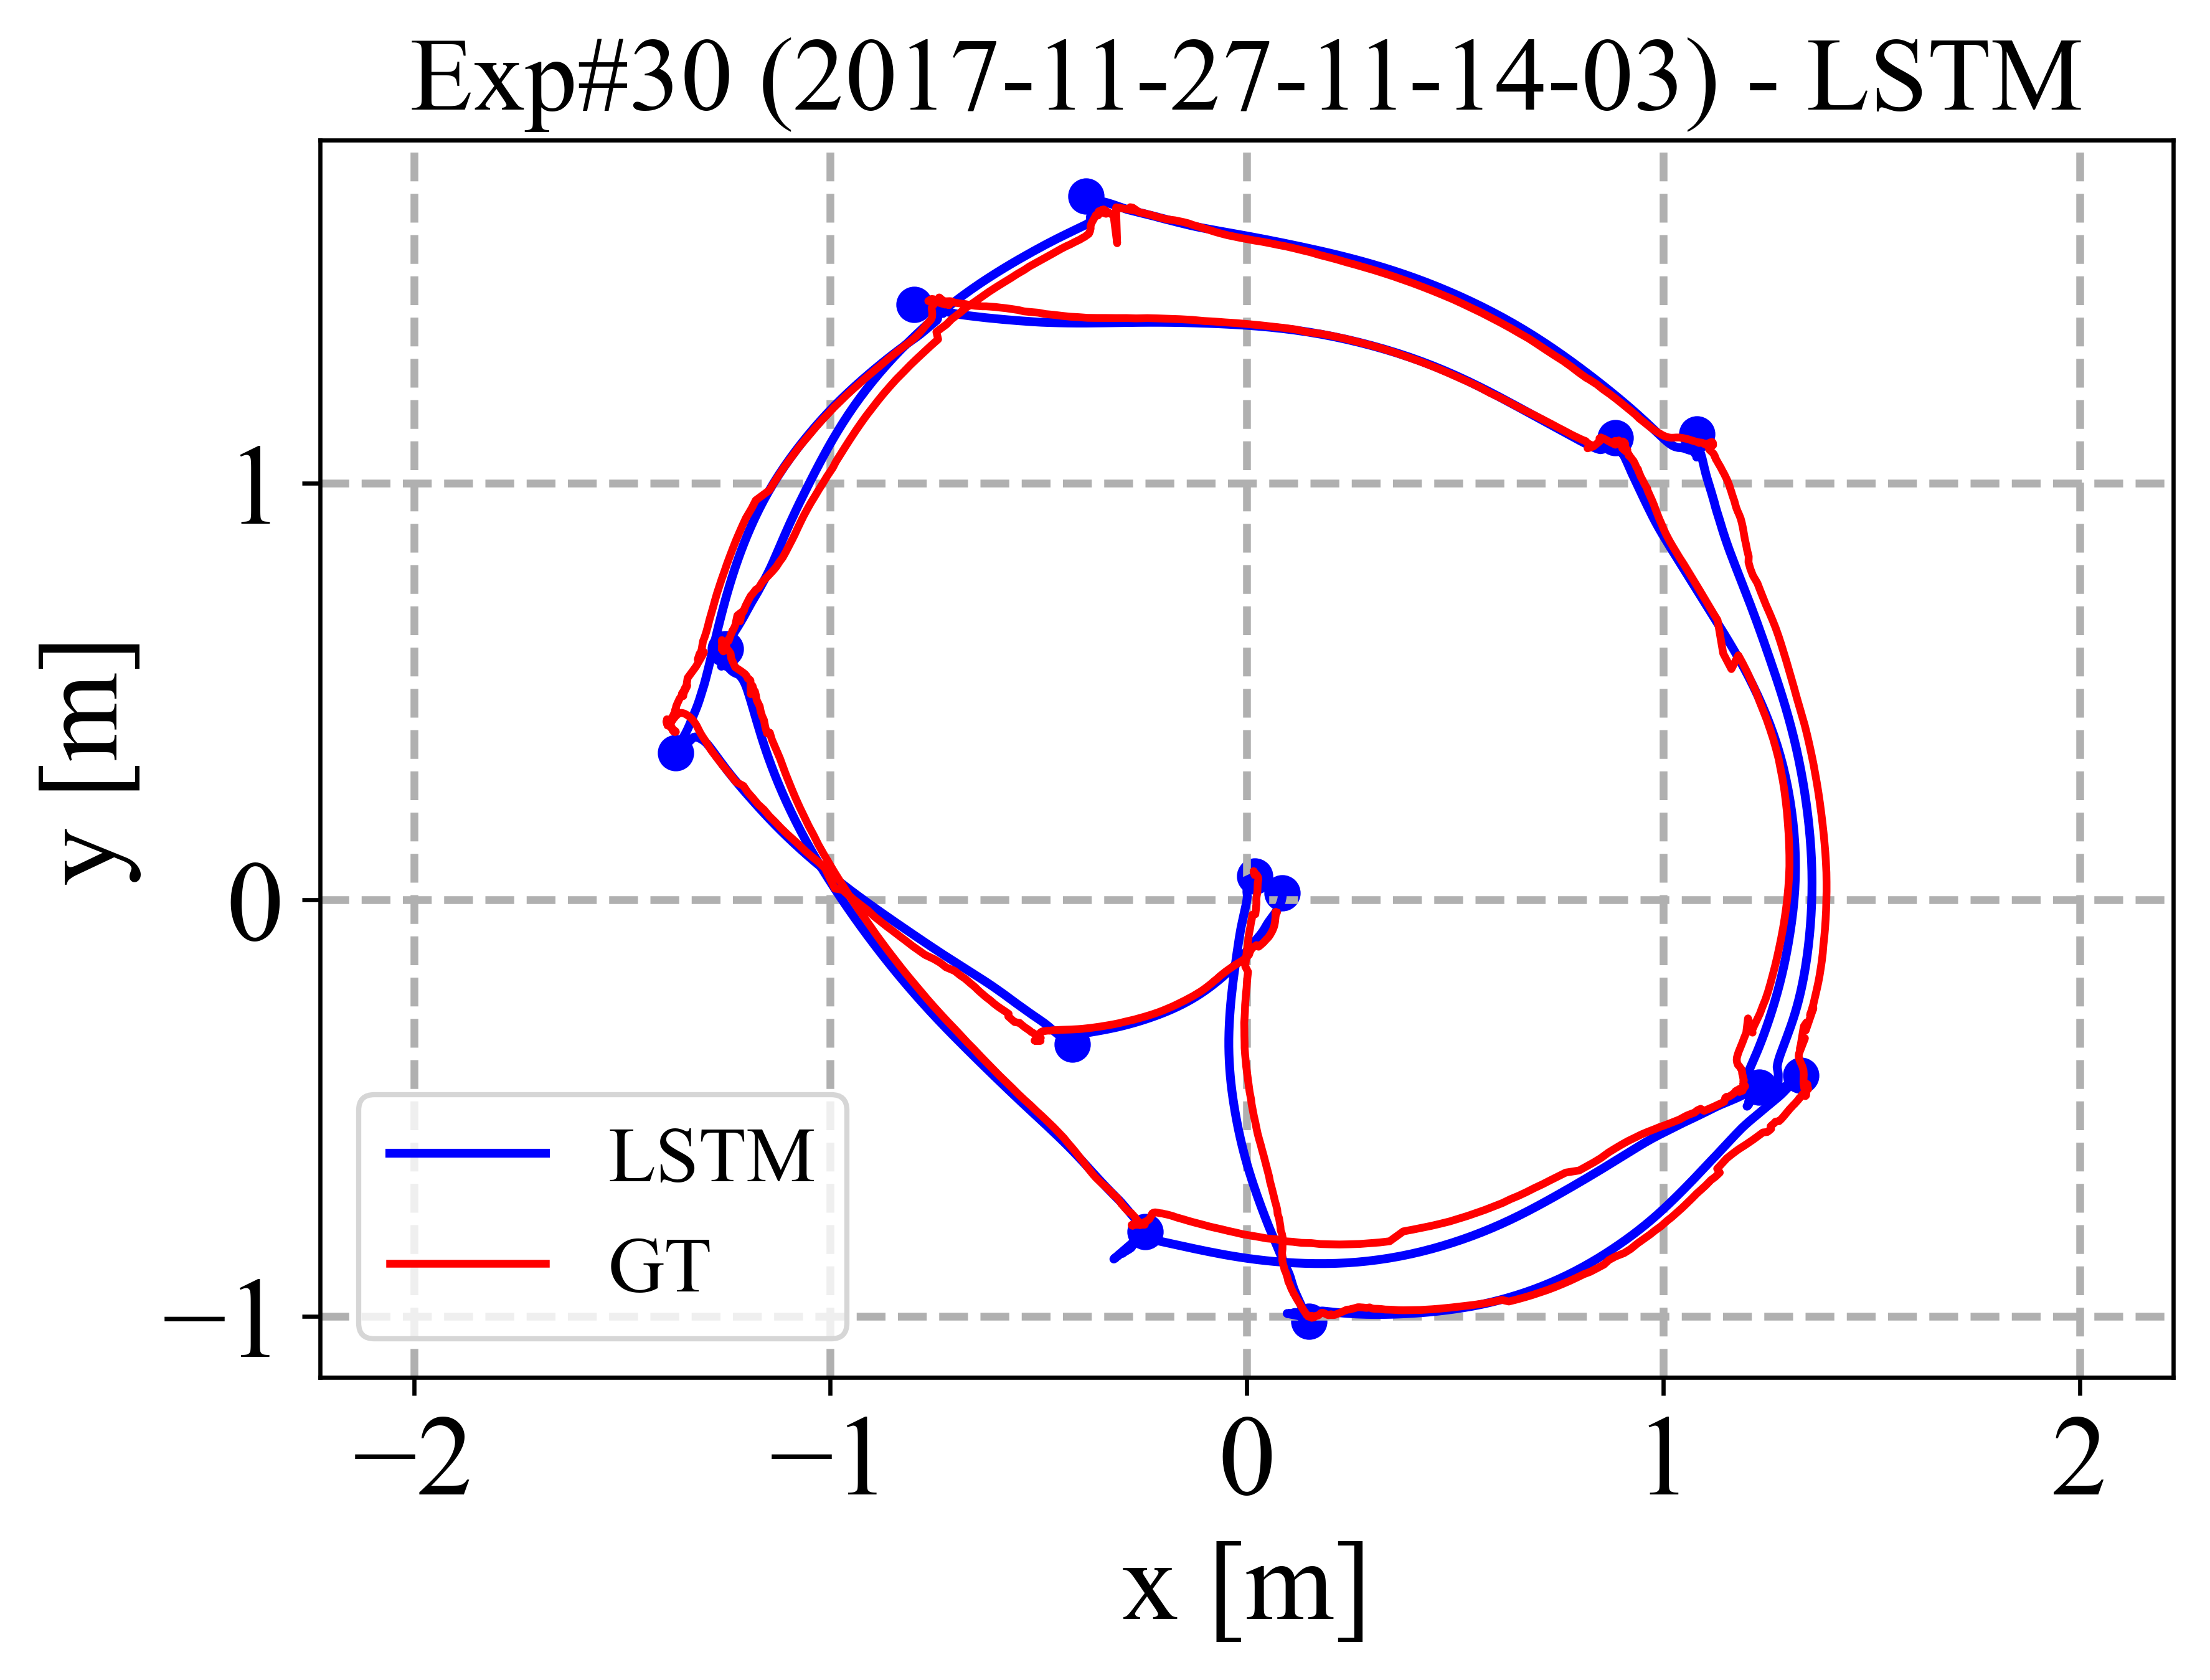 Exp#30 (2017-11-27-11-14-03) - LSTM
y [m]
1
0
−1
LSTM
GT
−2 −1 0 1 2
x [m]